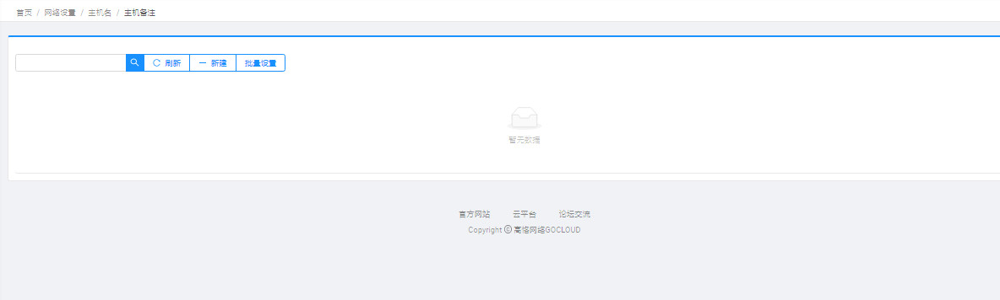 首页 / 网络设置 / 主机名 / 主机备注
刷新 新建 批量设置
暂无数据
官方网站 云平台 论坛交流
Copyright © 高恪网络GOCLOUD